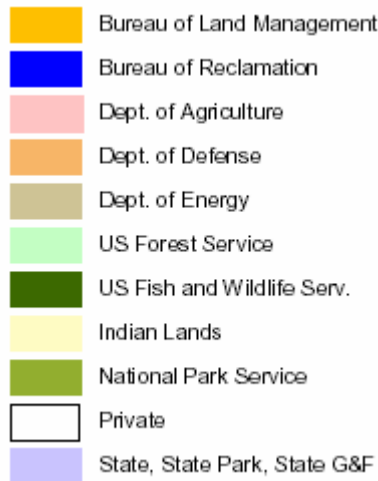 Bureau of Land Management
Bureau of Reclamation
Dept. of Agriculture
Dept. of Defense
Dept. of Energy
US Forest Service
US Fish and Wildlife Serv.
Indian Lands
National Park Service
Private
State, State Park, State G&F